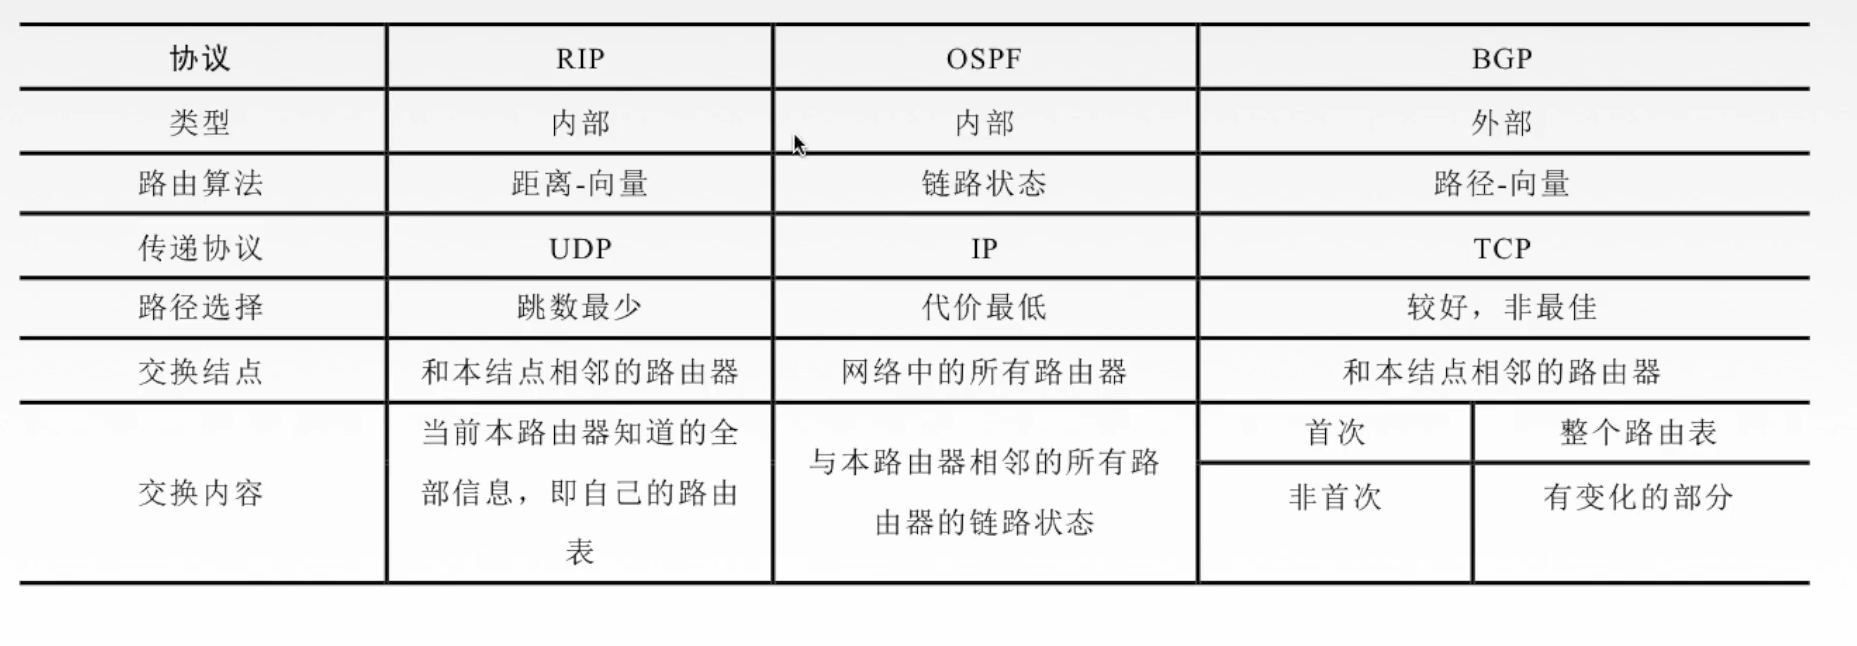 协议 RIP OSPF BGP
类型 内部 内部 外部
路由算法 距离-向量 链路状态 路径-向量
传递协议 UDP IP TCP
路径选择 跳数最少 代价最低 较好，非最佳
交换结点 和本结点相邻的路由器 网络中的所有路由器 和本结点相邻的路由器
交换内容
当前本路由器知道的全
部信息，即自己的路由
表
与本路由器相邻的所有路
由器的链路状态
首次 整个路由表
非首次 有变化的部分